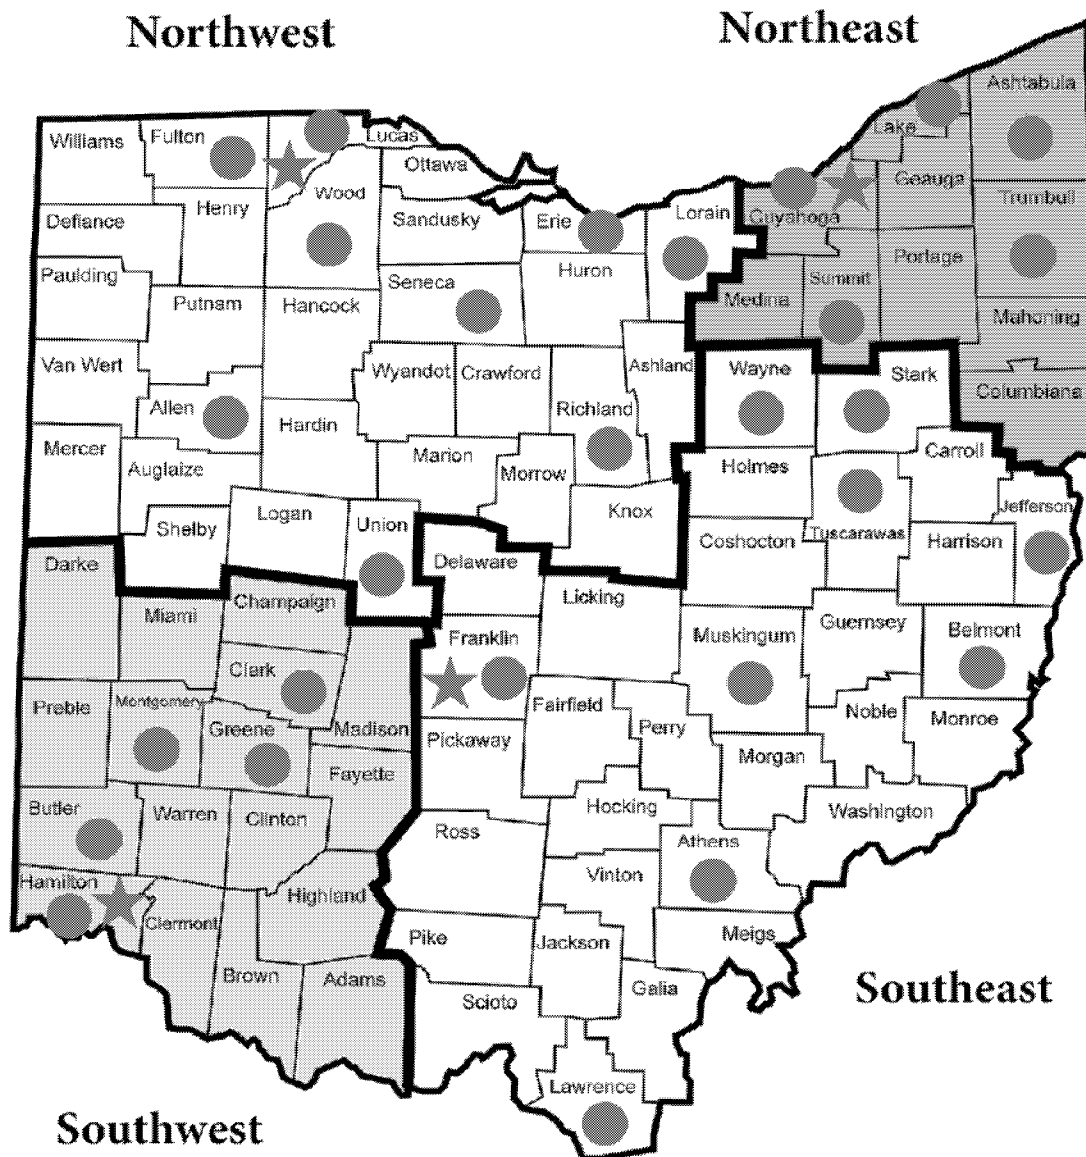 Northwest
Northeast
Ashtabula
Williams
Fulton
Lucas
Lake
Ottawa
Geauga
Wood
Henry
Sandusky
Erie
Lorain
Guyahoga
Trumbull
Defiance
Paulding
Putnam
Hancock
Seneca
Huron
Medina
Summit
Portage
Mahoning
Van Wert
Wyandot
Crawford
Ashland
Wayne
Stark
Columbiana
Allen
Hardin
Richland
Mercer
Auglaize
Marion
Morrow
Holmes
Carroll
Shelby
Logan
Union
Knox
Coshocton
Tuscarawas
Harrison
Jefferson
Darke
Delaware
Miami
Champaign
Licking
Franklin
Muskingum
Guernsey
Belmont
Clark
Preble
Montgomery
Greene
Madison
Pickaway
Fairfield
Perry
Noble
Monroe
Morgan
Fayette
Butler
Warren
Clinton
Ross
Hocking
Washington
Athens
Vinton
Hamilton
Highland
Clermont
Pike
Jackson
Meigs
Brown
Adams
Scioto
Galia
Southeast
Lawrence
Southwest